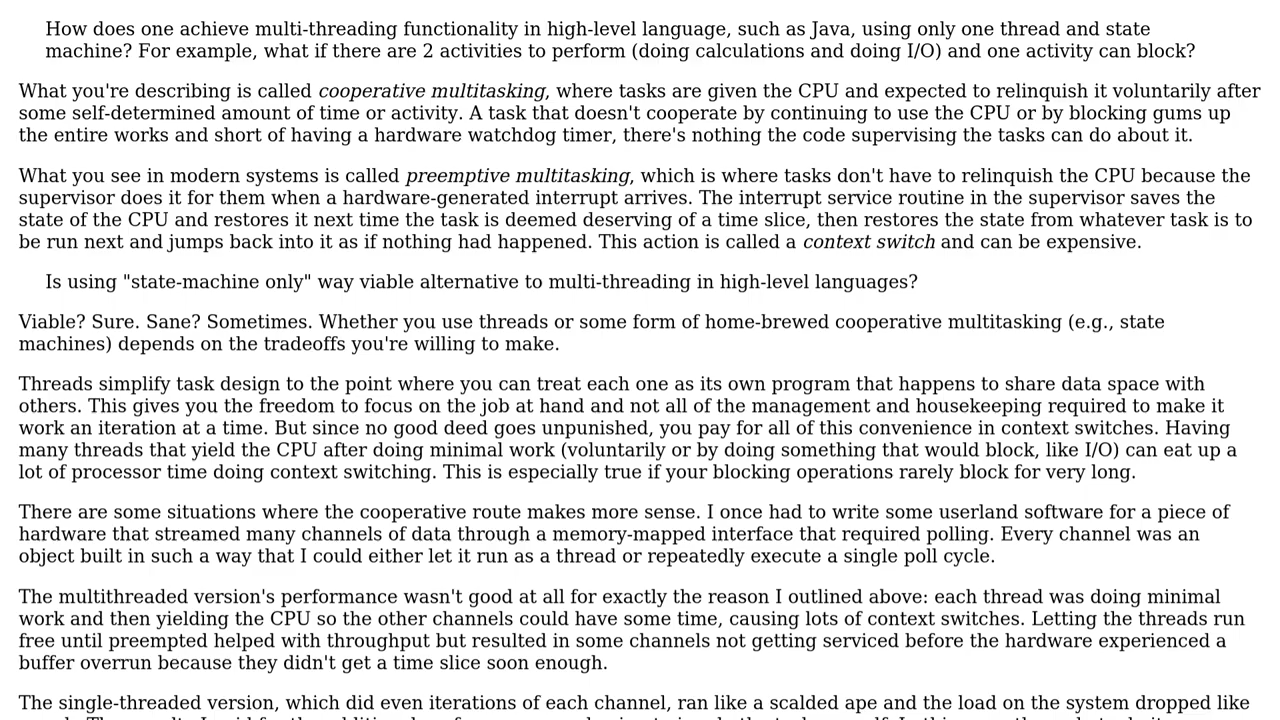 How does one achieve multi-threading functionality in high-level language, such as Java, using only one thread and state
machine? For example, what if there are 2 activities to perform (doing calculations and doing I/O) and one activity can block?
What you're describing is called cooperative multitasking, where tasks are given the CPU and expected to relinquish it voluntarily after
some self-determined amount of time or activity. A task that doesn't cooperate by continuing to use the CPU or by blocking gums up
the entire works and short of having a hardware watchdog timer, there's nothing the code supervising the tasks can do about it.
What you see in modern systems is called preemptive multitasking, which is where tasks don't have to relinquish the CPU because the
supervisor does it for them when a hardware-generated interrupt arrives. The interrupt service routine in the supervisor saves the
state of the CPU and restores it next time the task is deemed deserving of a time slice, then restores the state from whatever task is to
be run next and jumps back into it as if nothing had happened. This action is called a context switch and can be expensive.
Is using "state-machine only" way viable alternative to multi-threading in high-level languages?
Viable? Sure. Sane? Sometimes. Whether you use threads or some form of home-brewed cooperative multitasking (e.g., state
machines) depends on the tradeoffs you're willing to make.
Threads simplify task design to the point where you can treat each one as its own program that happens to share data space with
others. This gives you the freedom to focus on the job at hand and not all of the management and housekeeping required to make it
work an iteration at a time. But since no good deed goes unpunished, you pay for all of this convenience in context switches. Having
many threads that yield the CPU after doing minimal work (voluntarily or by doing something that would block, like I/O) can eat up a
lot of processor time doing context switching. This is especially true if your blocking operations rarely block for very long.
There are some situations where the cooperative route makes more sense. I once had to write some userland software for a piece of
hardware that streamed many channels of data through a memory-mapped interface that required polling. Every channel was an
object built in such a way that I could either let it run as a thread or repeatedly execute a single poll cycle.
The multithreaded version's performance wasn't good at all for exactly the reason I outlined above: each thread was doing minimal
work and then yielding the CPU so the other channels could have some time, causing lots of context switches. Letting the threads run
free until preempted helped with throughput but resulted in some channels not getting serviced before the hardware experienced a
buffer overrun because they didn't get a time slice soon enough.
The single-threaded version, which did even iterations of each channel, ran like a scalded ape and the load on the system dropped like